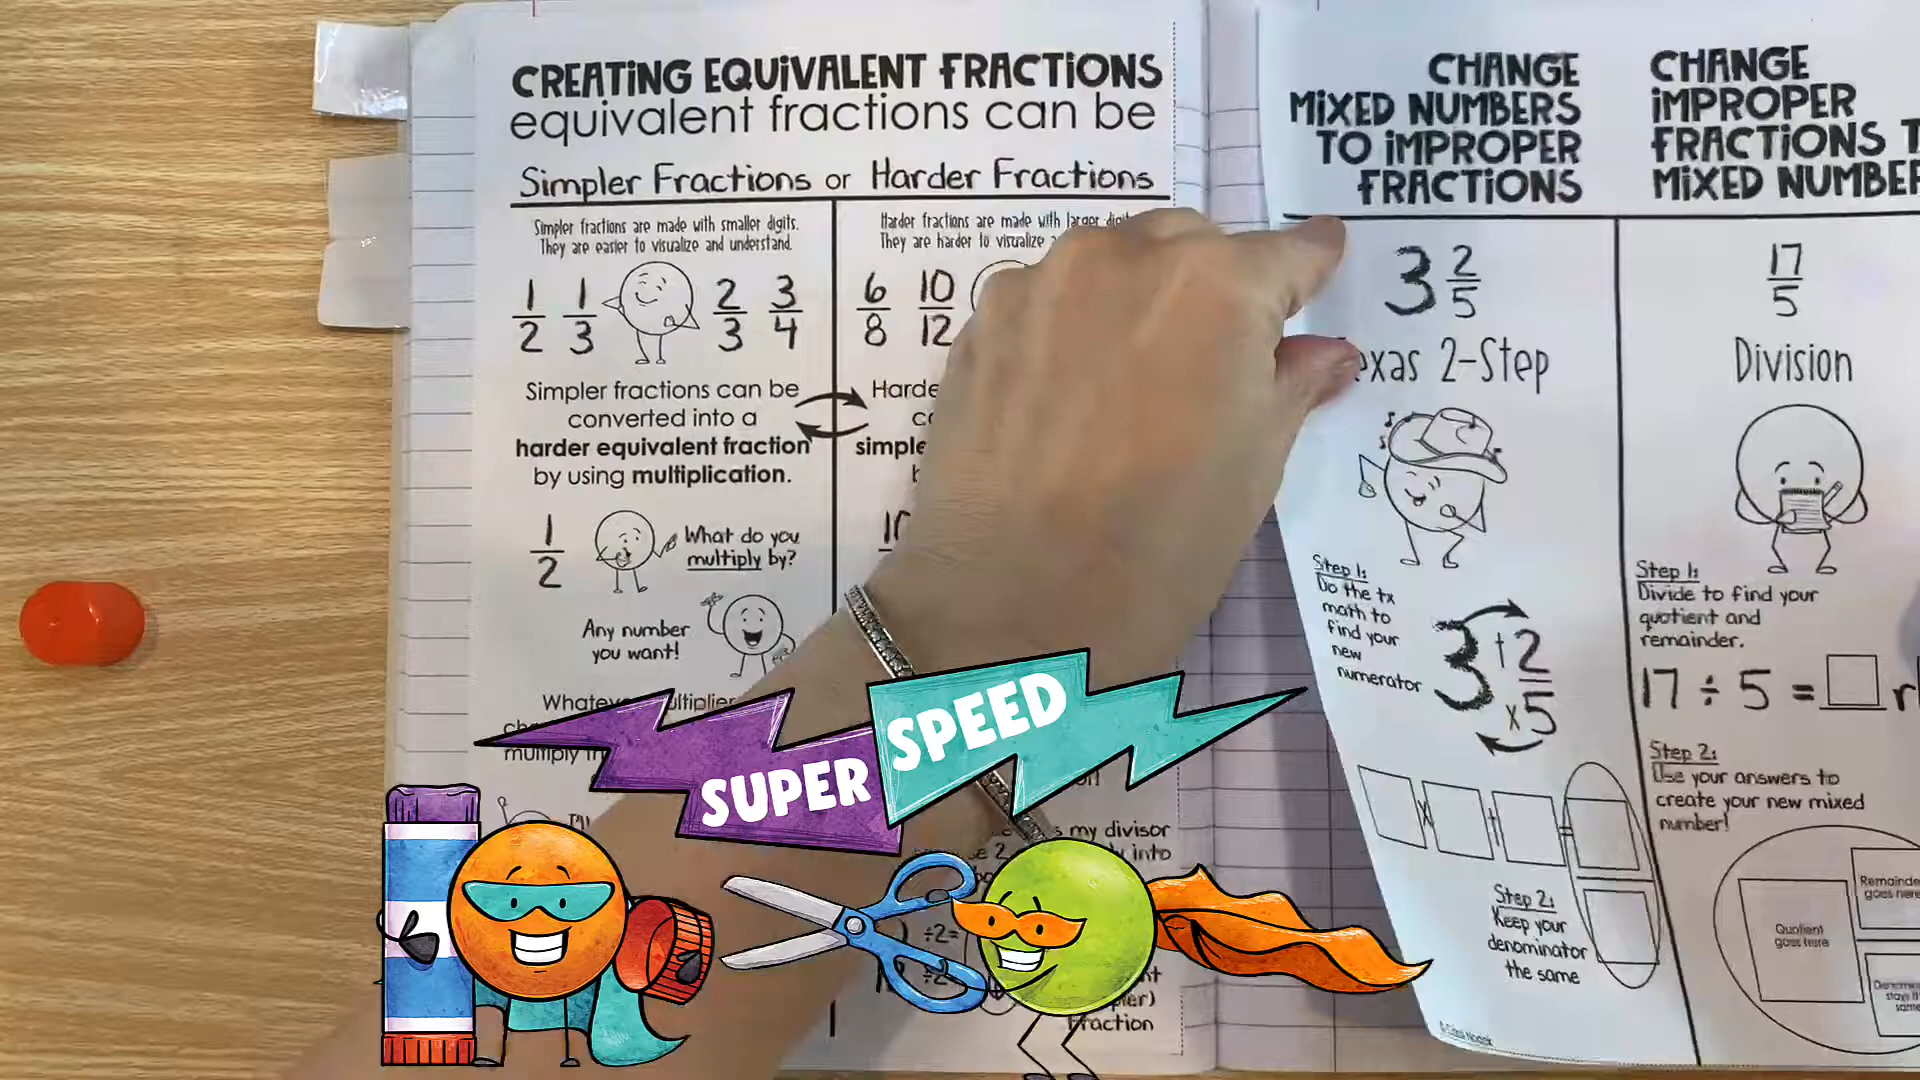 CREATING EQUIVALENT FRACTIONS
equivalent fractions can be
Simpler Fractions or Harder Fractions
Simpler fractions are made with smaller digits.
They are easier to visualize and understand.
1/2 1/3 2/3 3/4
Simpler fractions can be
converted into a
harder equivalent fraction
by using multiplication.
1/2
What do you
multiply by?
Any number
you want!
Harder fractions are made with larger
They are harder to visualize
6/8 10/12
my divisor
into
÷2=
Fraction
SUPER SPEED
CHANGE
MIXED NUMBERS
TO IMPROPER
FRACTIONS
3 2/5
2-Step
Step 1:
Do the tx
math to
find your
new
numerator
3 + 2
x 5
x + =
Step 2:
Keep your
denominator
the same
CHANGE
IMPROPER
FRACTIONS
MIXED
17/5
Division
Step 1:
Divide to find your
quotient and
remainder.
17 ÷ 5 = r
Step 2:
Use your answers to
create your new mixed
number!
Quotient
goes here
goes here